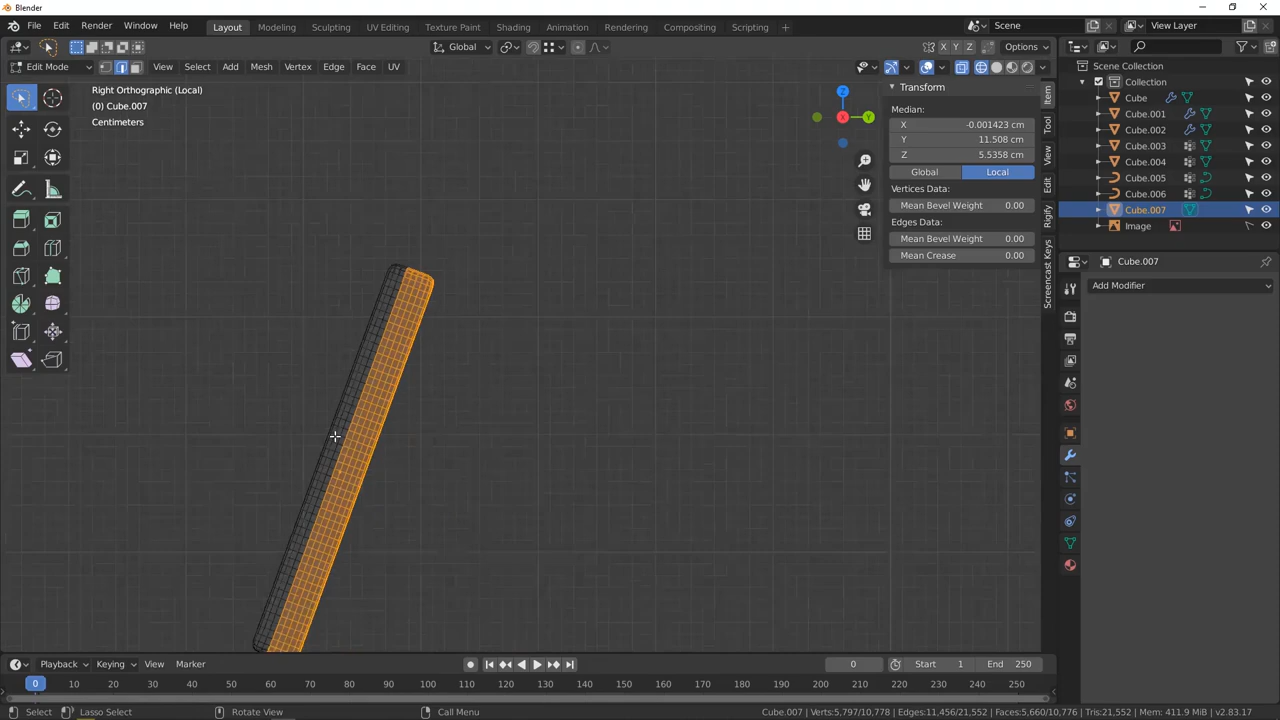 Blender
File Edit Render Window Help
Layout Modeling Sculpting UV Editing Texture Paint Shading Animation Rendering Compositing Scripting +
Scene
View Layer
Global
X Y Z
Options
Edit Mode
View Select Add Mesh Vertex Edge Face UV
Right Orthographic (Local)
(0) Cube.007
Centimeters
Z
X
Y
Transform
Median:
X -0.001423 cm
Y 11.508 cm
Z 5.5358 cm
Global Local
Vertices Data:
Mean Bevel Weight 0.00
Edges Data:
Mean Bevel Weight 0.00
Mean Crease 0.00
Item
Tool
View
Edit
Rigify
Screencast Keys
Scene Collection
Collection
Cube
Cube.001
Cube.002
Cube.003
Cube.004
Cube.005
Cube.006
Cube.007
Image
Cube.007
Add Modifier
Playback Keying View Marker
0
Start 1
End 250
0 10 20 30 40 50 60 70 80 90 100 110 120 130 140 150 160 170 180 190 200 210 220 230 240 250
Select Lasso Select Rotate View Call Menu
Cube.007 | Verts:5,797/10,778 | Edges:11,456/21,552 | Faces:5,660/10,776 | Tris:21,552 | Mem: 411.9 MiB | v2.83.17